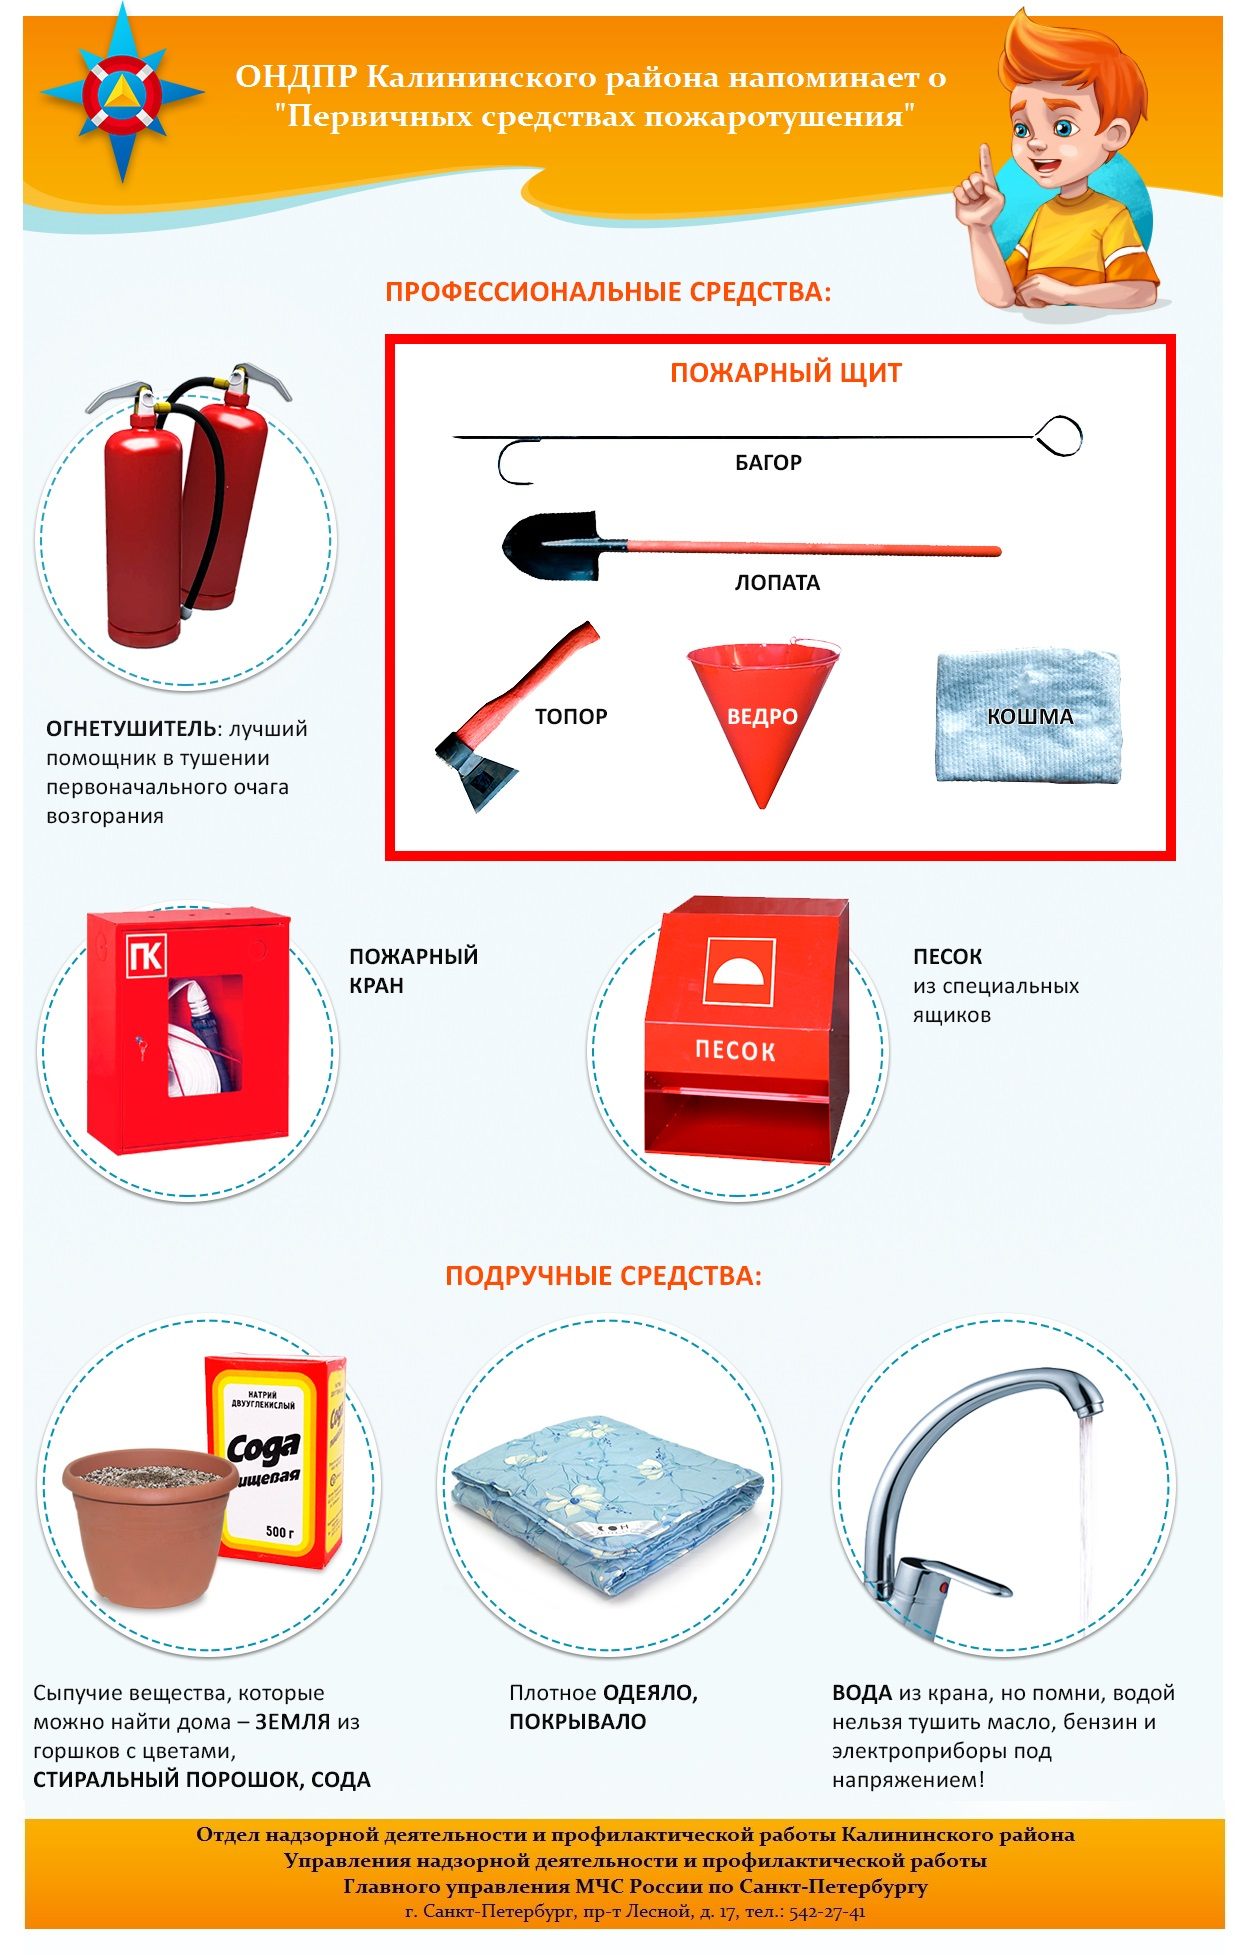 ОНДПР Калининского района напоминает о
"Первичных средствах пожаротушения"
ПРОФЕССИОНАЛЬНЫЕ СРЕДСТВА:
ПОЖАРНЫЙ ЩИТ
БАГОР
ЛОПАТА
ТОПОР
ВЕДРО
КОШМА
ОГНЕТУШИТЕЛЬ: лучший
помощник в тушении
первоначального очага
возгорания
ПК
ПОЖАРНЫЙ
КРАН
ПЕСОК
ПЕСОК
из специальных
ящиков
ПОДРУЧНЫЕ СРЕДСТВА:
НАТРИЙ
ДВУУГЛЕКИСЛЫЙ
Сода
пищевая
500 г
СОН
Сыпучие вещества, которые
можно найти дома – ЗЕМЛЯ из
горшков с цветами,
СТИРАЛЬНЫЙ ПОРОШОК, СОДА
Плотное ОДЕЯЛО,
ПОКРЫВАЛО
ВОДА из крана, но помни, водой
нельзя тушить масло, бензин и
электроприборы под
напряжением!
Отдел надзорной деятельности и профилактической работы Калининского района
Управления надзорной деятельности и профилактической работы
Главного управления МЧС России по Санкт-Петербургу
г. Санкт-Петербург, пр-т Лесной, д. 17, тел.: 542-27-41